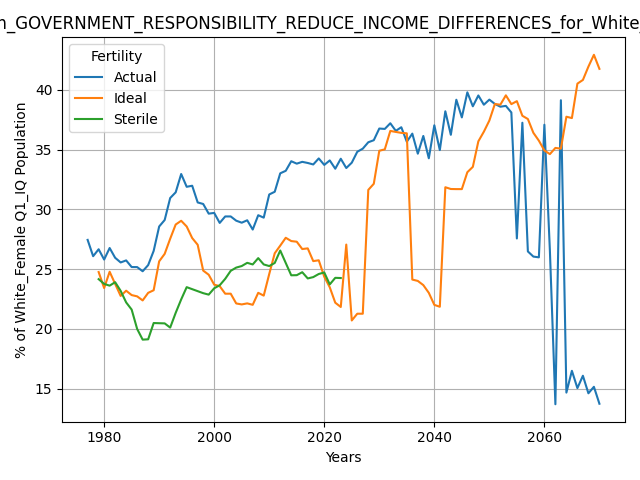 n_GOVERNMENT_RESPONSIBILITY_REDUCE_INCOME_DIFFERENCES_for_White_
Fertility
Actual
Ideal
Sterile
% of White_Female Q1_IQ Population
40
35
30
25
20
15
1980
2000
2020
2040
2060
Years